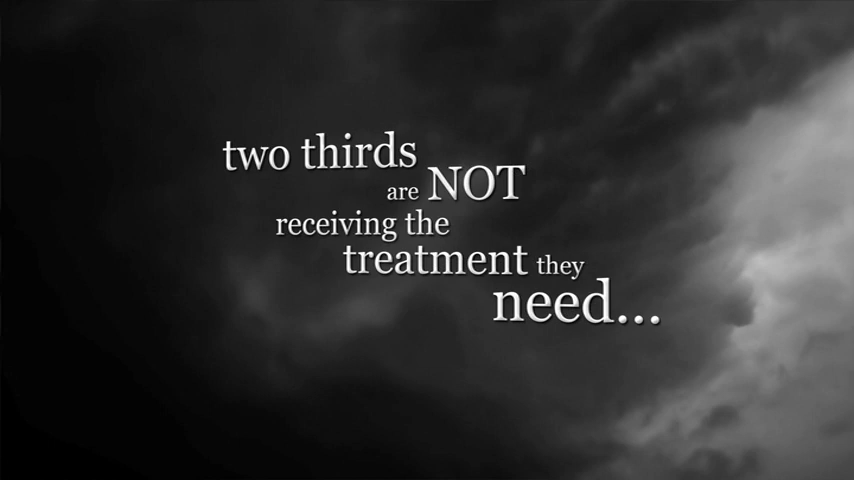 two thirds
are NOT
receiving the
treatment they
need...